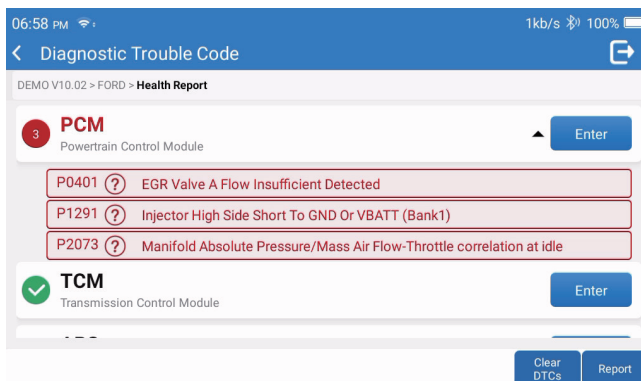 06:58 PM
1kb/s 100%
Diagnostic Trouble Code
DEMO V10.02 > FORD > Health Report
3 PCM
Powertrain Control Module
Enter
P0401 ? EGR Valve A Flow Insufficient Detected
P1291 ? Injector High Side Short To GND Or VBATT (Bank1)
P2073 ? Manifold Absolute Pressure/Mass Air Flow-Throttle correlation at idle
TCM
Transmission Control Module
Enter
Clear
DTCs
Report